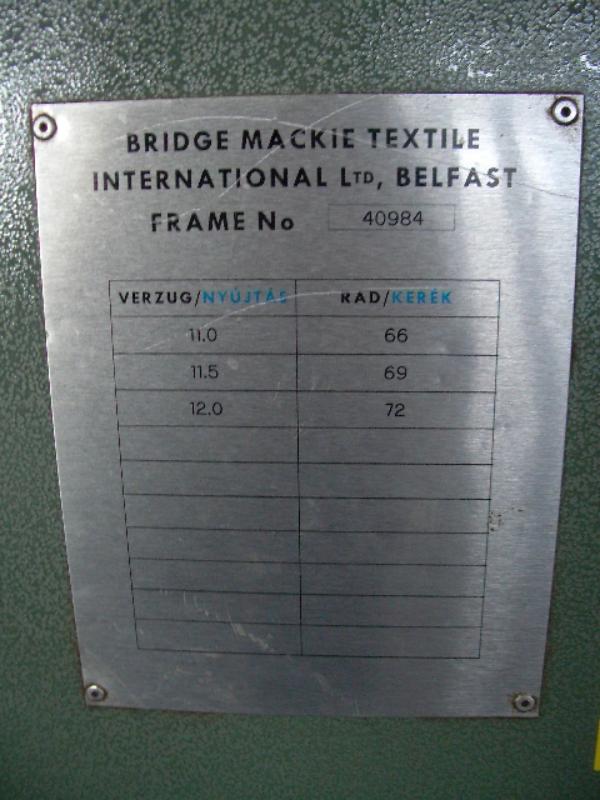 BRIDGE MACKIE TEXTILE
INTERNATIONAL LTD, BELFAST
FRAME No 40984
VERZUG/NYÚJTÁS RAD/KERÉK
11.0 66
11.5 69
12.0 72